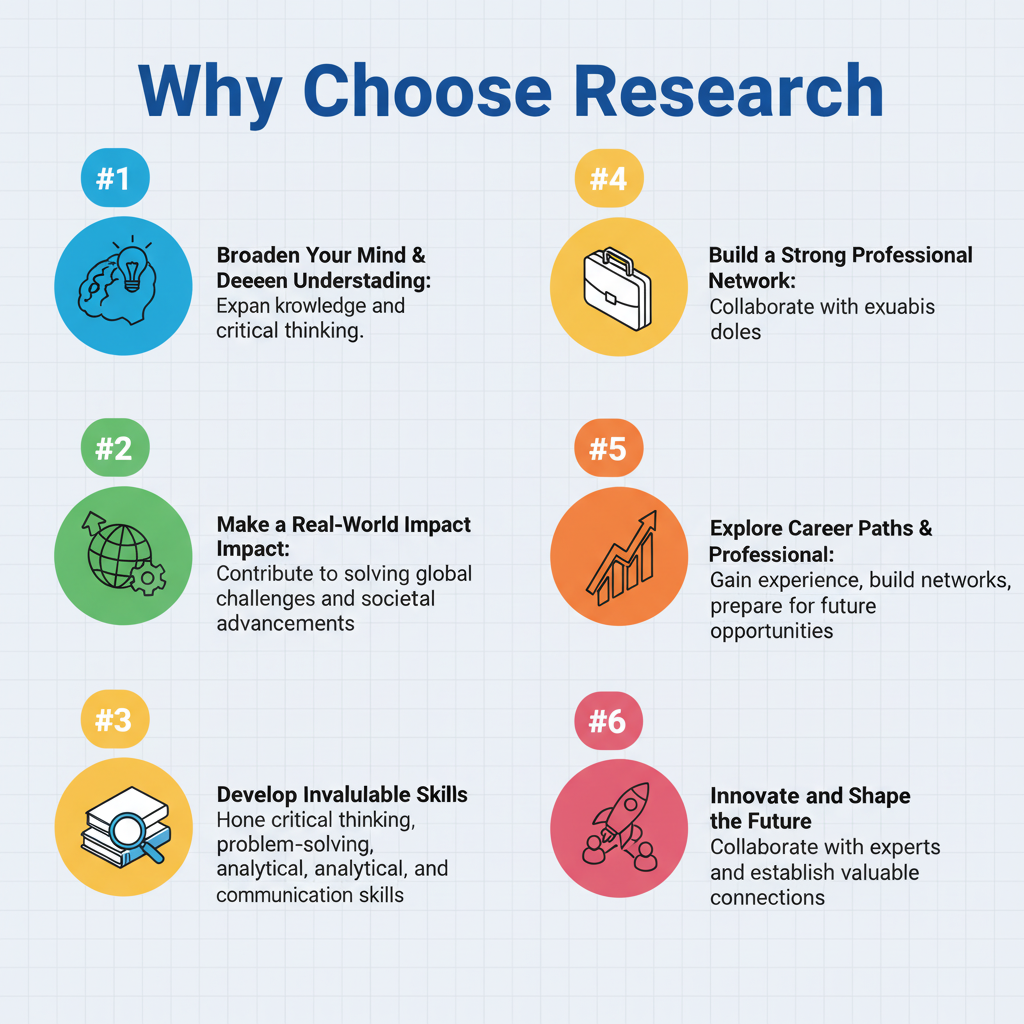 Why Choose Research
#1
Broaden Your Mind &
Deeeen Understading:
Expan knowledge and
critical thinking.
#2
Make a Real-World Impact
Impact:
Contribute to solving global
challenges and societal
advancements
#3
Develop Invalulable Skills
Hone critical thinking,
problem-solving,
analytical, analytical, and
communication skills
#4
Build a Strong Professional
Network:
Collaborate with exuabis
doles
#5
Explore Career Paths &
Professional:
Gain experience, build networks,
prepare for future
opportunities
#6
Innovate and Shape
the Future
Collaborate with experts
and establish valuable
connections